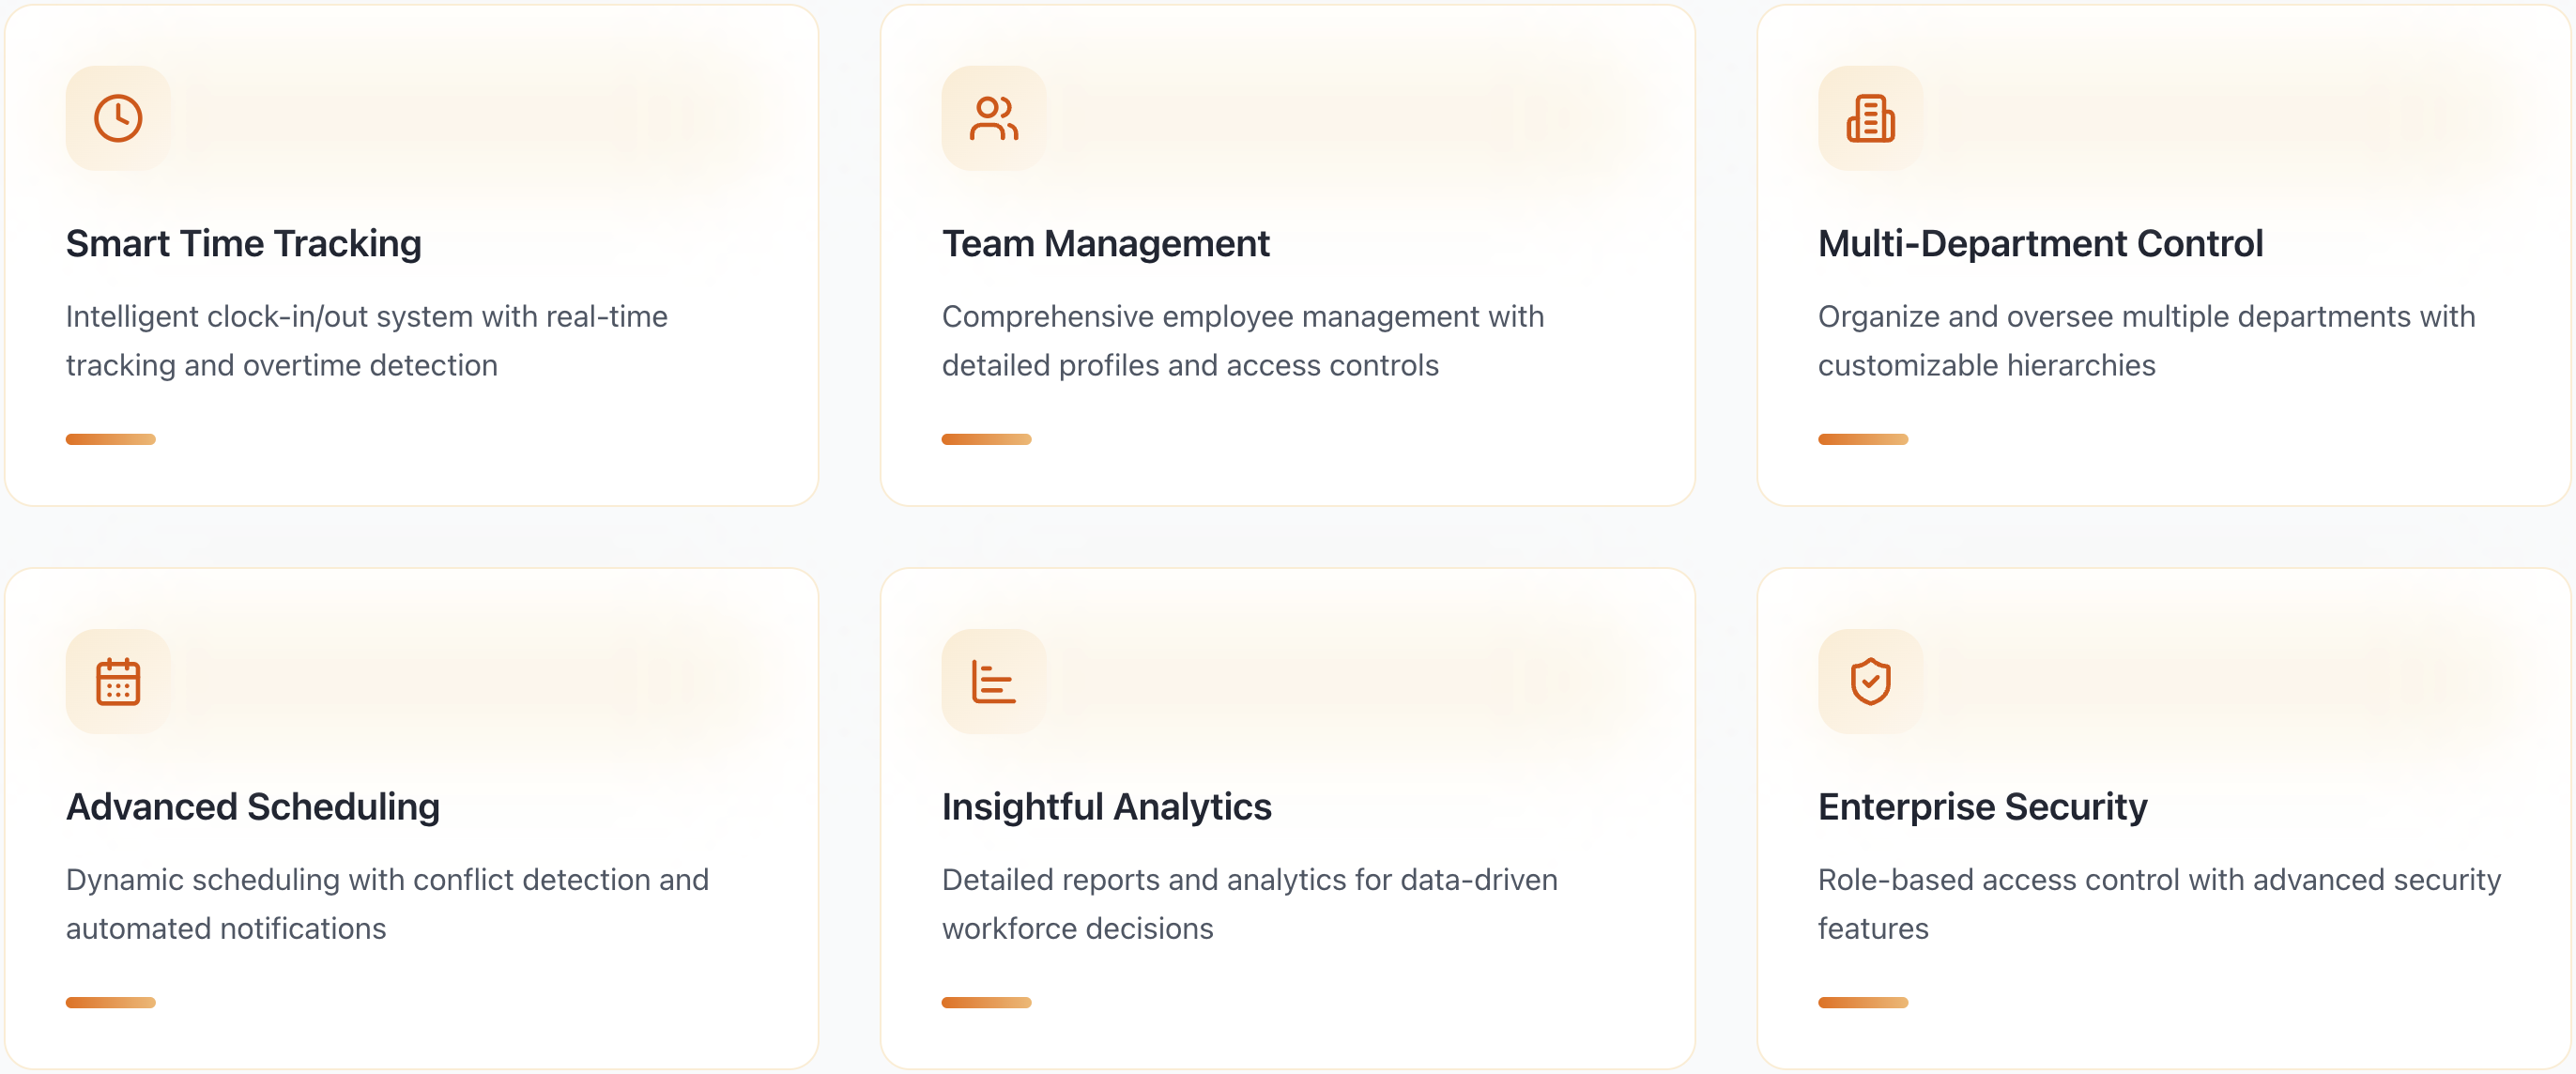 Smart Time Tracking
Intelligent clock-in/out system with real-time
tracking and overtime detection
Team Management
Comprehensive employee management with
detailed profiles and access controls
Multi-Department Control
Organize and oversee multiple departments with
customizable hierarchies
Advanced Scheduling
Dynamic scheduling with conflict detection and
automated notifications
Insightful Analytics
Detailed reports and analytics for data-driven
workforce decisions
Enterprise Security
Role-based access control with advanced security
features